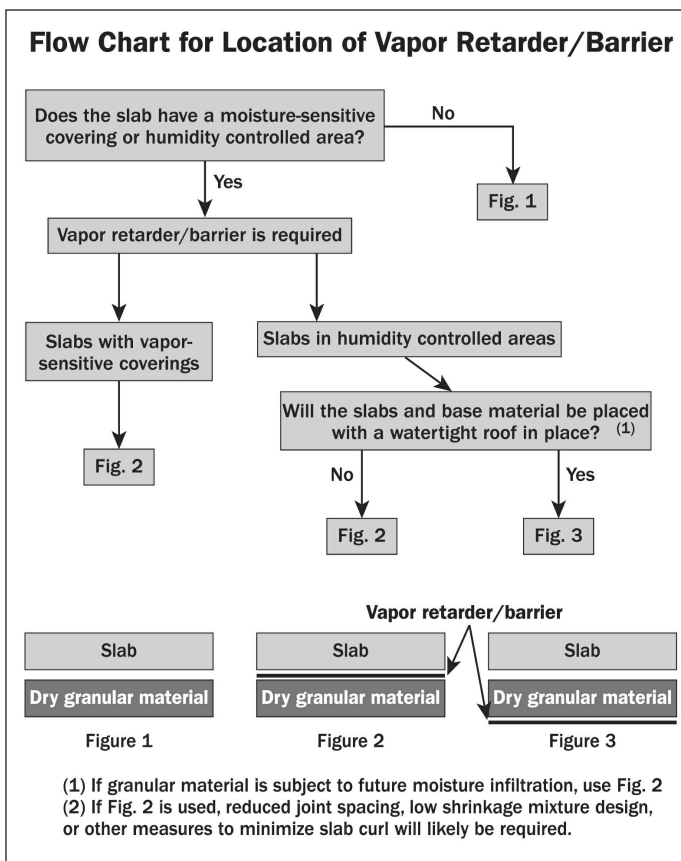 Flow Chart for Location of Vapor Retarder/Barrier
Does the slab have a moisture-sensitive
covering or humidity controlled area?
No
Yes
Fig. 1
Vapor retarder/barrier is required
Slabs with vapor-
sensitive coverings
Slabs in humidity controlled areas
Will the slabs and base material be placed
with a watertight roof in place? (1)
Fig. 2
No
Yes
Fig. 2
Fig. 3
Vapor retarder/barrier
Slab
Dry granular material
Figure 1
Slab
Dry granular material
Figure 2
Slab
Dry granular material
Figure 3
(1) If granular material is subject to future moisture infiltration, use Fig. 2
(2) If Fig. 2 is used, reduced joint spacing, low shrinkage mixture design,
or other measures to minimize slab curl will likely be required.